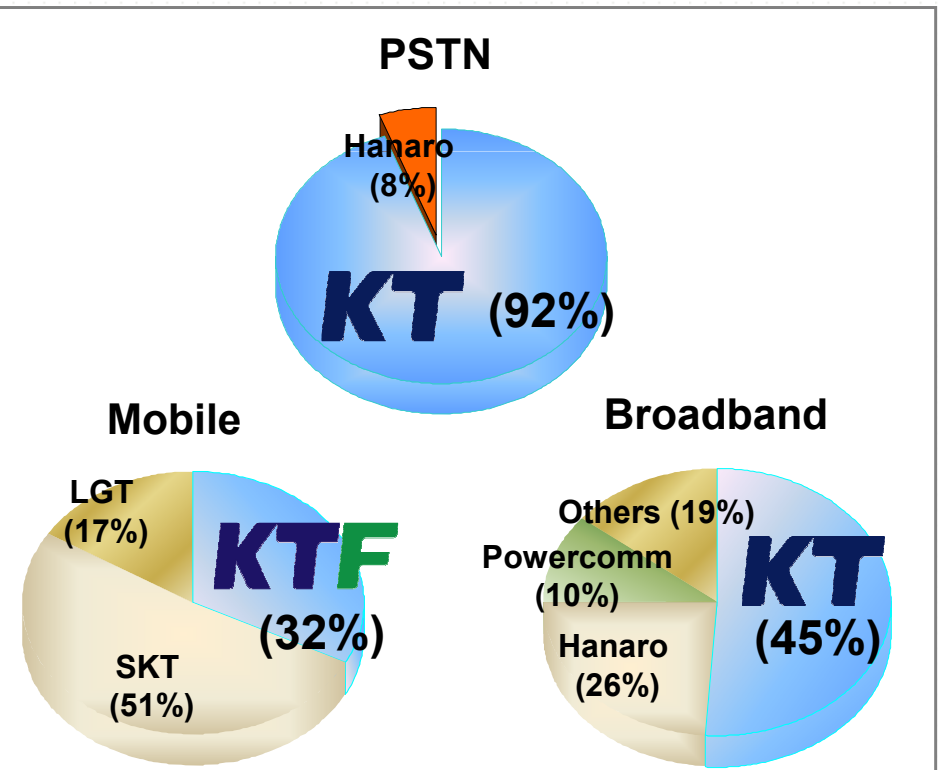 PSTN
Hanaro
(8%)
KT (92%)
Mobile
LGT
(17%)
KTF
(32%)
SKT
(51%)
Broadband
Others (19%)
Powercomm
(10%)
KT
(45%)
Hanaro
(26%)